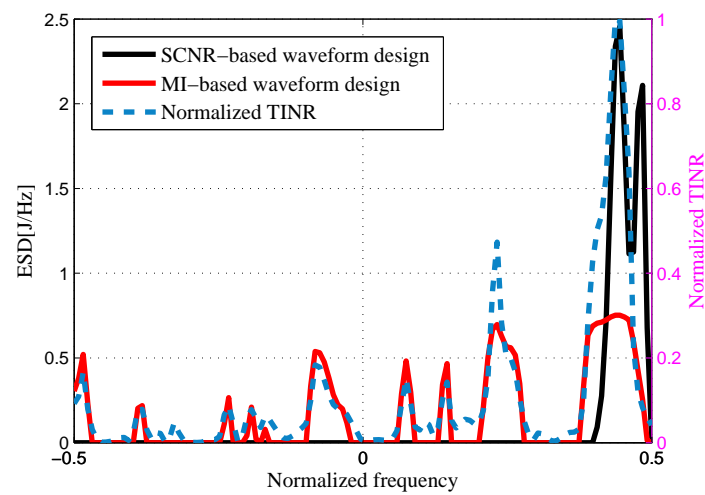 SCNR−based waveform design
MI−based waveform design
Normalized TINR
ESD[J/Hz]
2.5
2
1.5
1
0.5
0
−0.5
0
0.5
Normalized frequency
1
0.8
0.6
0.4
0.2
0
Normalized TINR